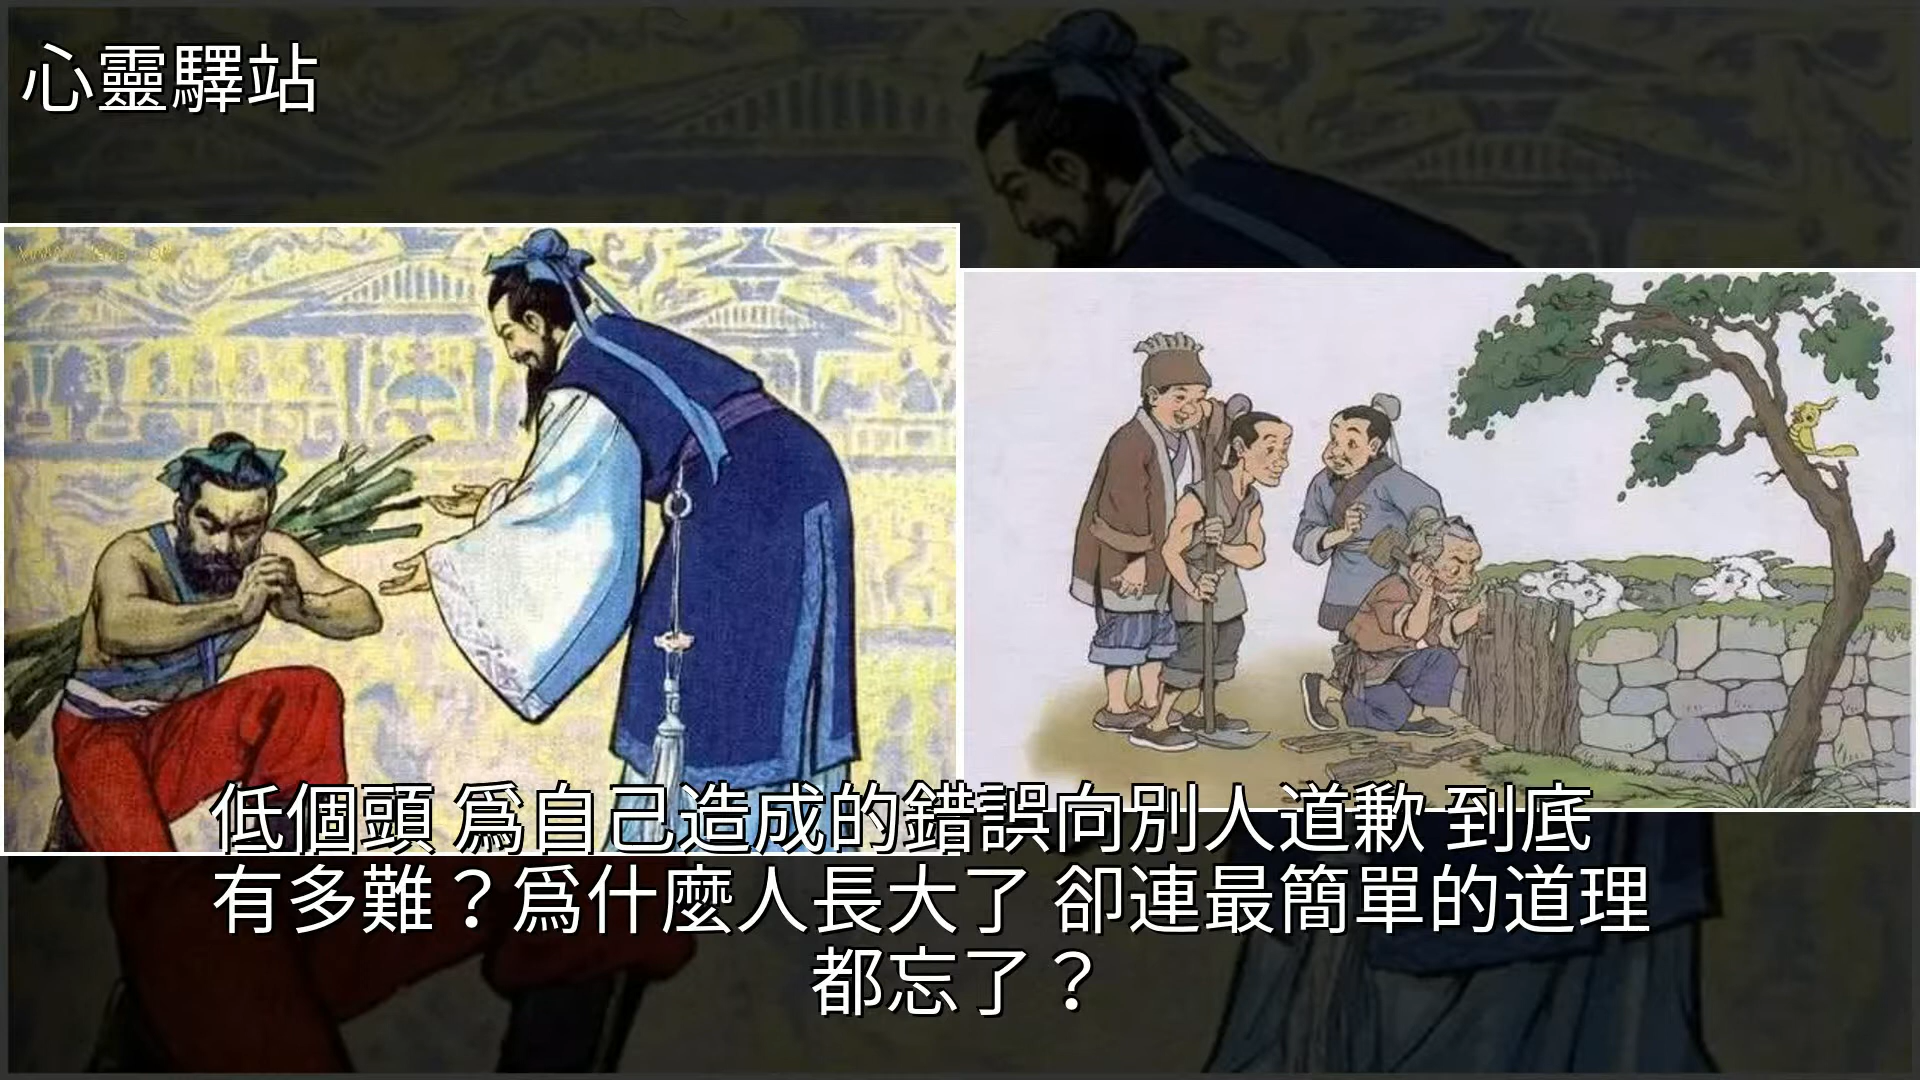 心靈驛站
低個頭 爲自己造成的錯誤向別人道歉 到底
有多難？爲什麼人長大了 卻連最簡單的道理
都忘了？